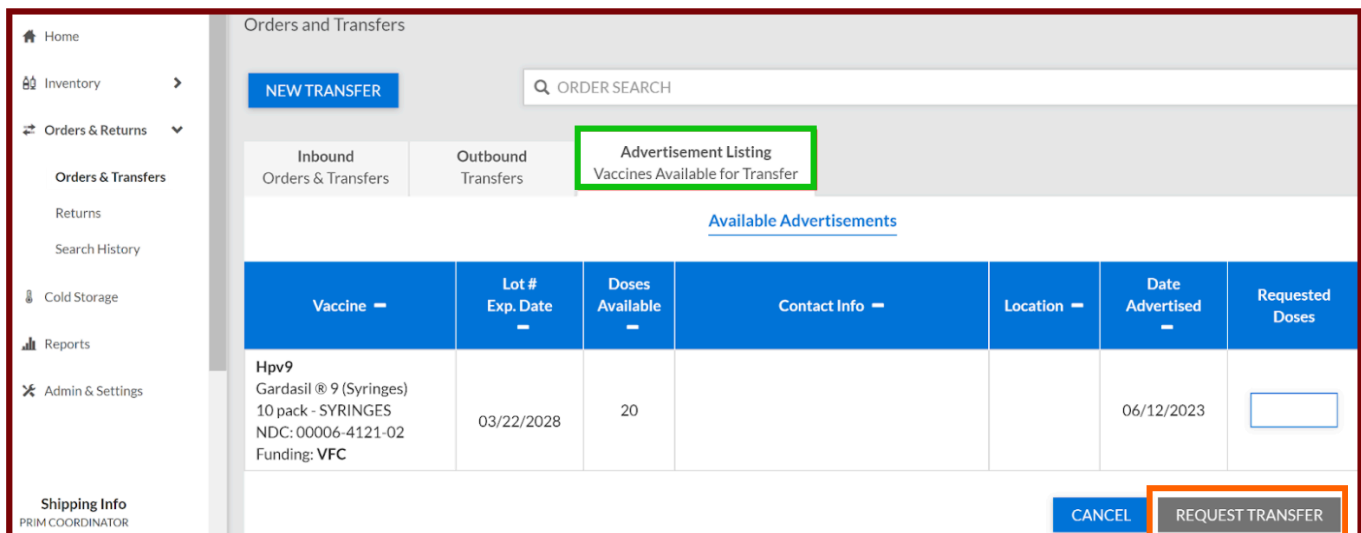 Home
Inventory
Orders & Returns
Orders & Transfers
Returns
Search History
Cold Storage
Reports
Admin & Settings
Shipping Info
PRIM COORDINATOR
Orders and Transfers
NEW TRANSFER
ORDER SEARCH
Inbound
Orders & Transfers
Outbound
Transfers
Advertisement Listing
Vaccines Available for Transfer
Available Advertisements
Vaccine
Lot #
Exp. Date
Doses
Available
Contact Info
Location
Date
Advertised
Requested
Doses
Hpv9
Gardasil ® 9 (Syringes)
10 pack - SYRINGES
NDC: 00006-4121-02
Funding: VFC
03/22/2028
20
06/12/2023
CANCEL
REQUEST TRANSFER